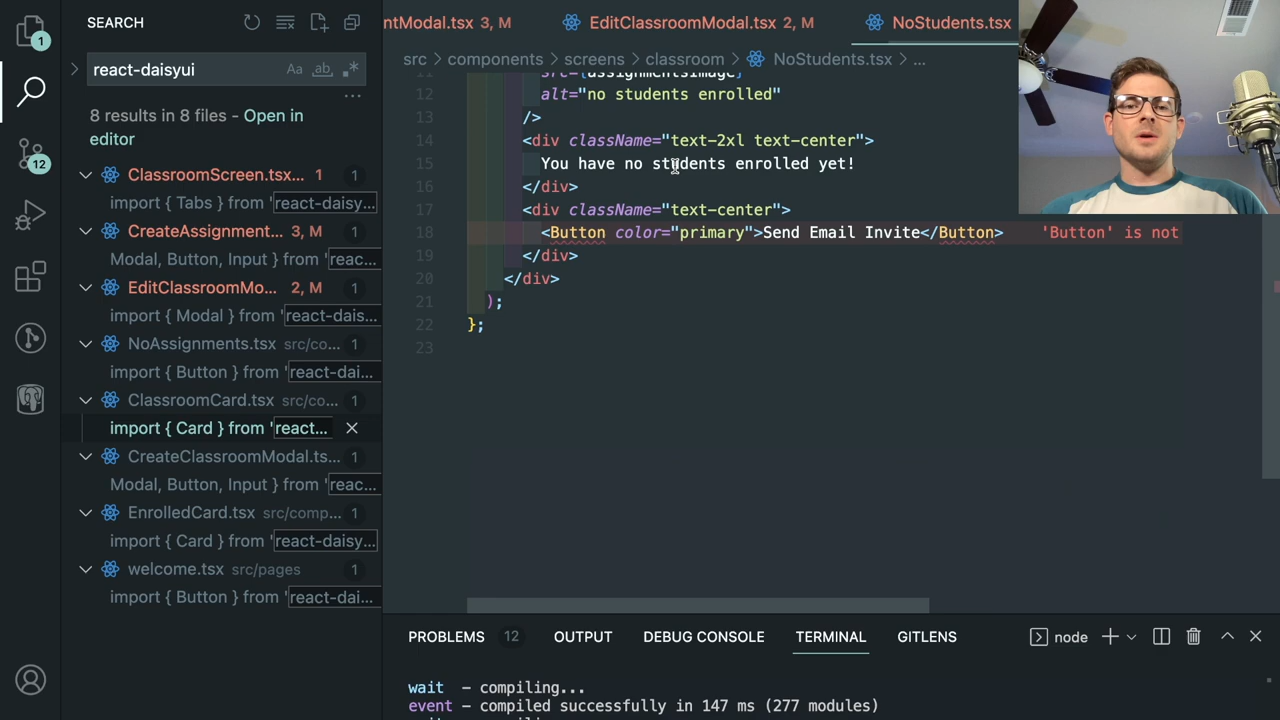 SEARCH
react-daisyui
Aa
ab
8 results in 8 files - Open in
editor
ClassroomScreen.tsx... 1 1
import { Tabs } from 'react-daisy...
CreateAssignment... 3, M 1
Modal, Button, Input } from 'reac...
EditClassroomMo... 2, M 1
import { Modal } from 'react-dais...
NoAssignments.tsx src/co... 1
import { Button } from 'react-dai...
ClassroomCard.tsx src/co... 1
import { Card } from 'react...
CreateClassroomModal.ts... 1
Modal, Button, Input } from 'reac...
EnrolledCard.tsx src/comp... 1
import { Card } from 'react-daisy...
welcome.tsx src/pages 1
import { Button } from 'react-dai...
1
12
ntModal.tsx 3, M
EditClassroomModal.tsx 2, M
NoStudents.tsx
src > components > screens > classroom > NoStudents.tsx > ...
11 src={assignmentsImage}
12 alt="no students enrolled"
13 />
14 <div className="text-2xl text-center">
15 You have no students enrolled yet!
16 </div>
17 <div className="text-center">
18 <Button color="primary">Send Email Invite</Button> 'Button' is not
19 </div>
20 </div>
21 );
22 };
23
PROBLEMS 12 OUTPUT DEBUG CONSOLE TERMINAL GITLENS node
wait - compiling...
event - compiled successfully in 147 ms (277 modules)